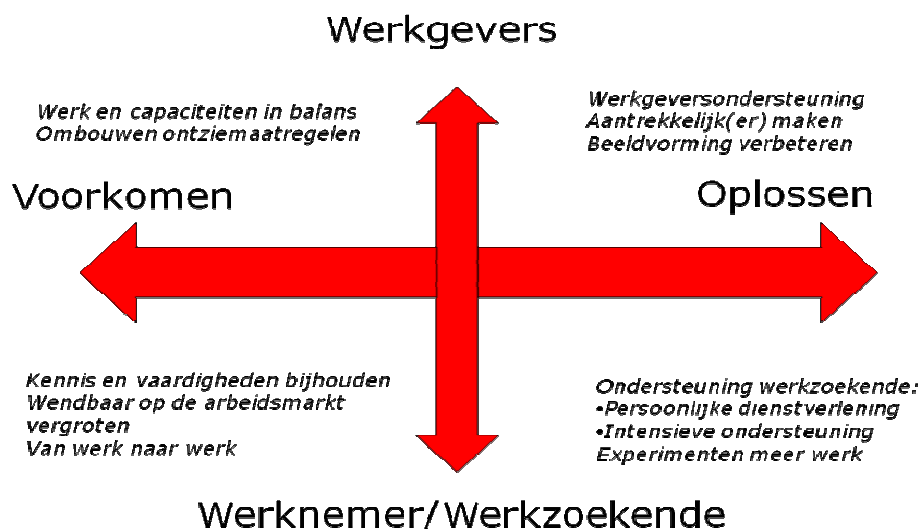 Werkgevers
Werk en capaciteiten in balans
Ombouwen ontziemaatregelen
Werkgeversondersteuning
Aantrekkelijk(er) maken
Beeldvorming verbeteren
Voorkomen
Oplossen
Kennis en vaardigheden bijhouden
Wendbaar op de arbeidsmarkt
vergroten
Van werk naar werk
Ondersteuning werkzoekende:
•Persoonlijke dienstverlening
•Intensieve ondersteuning
Experimenten meer werk
Werknemer/Werkzoekende